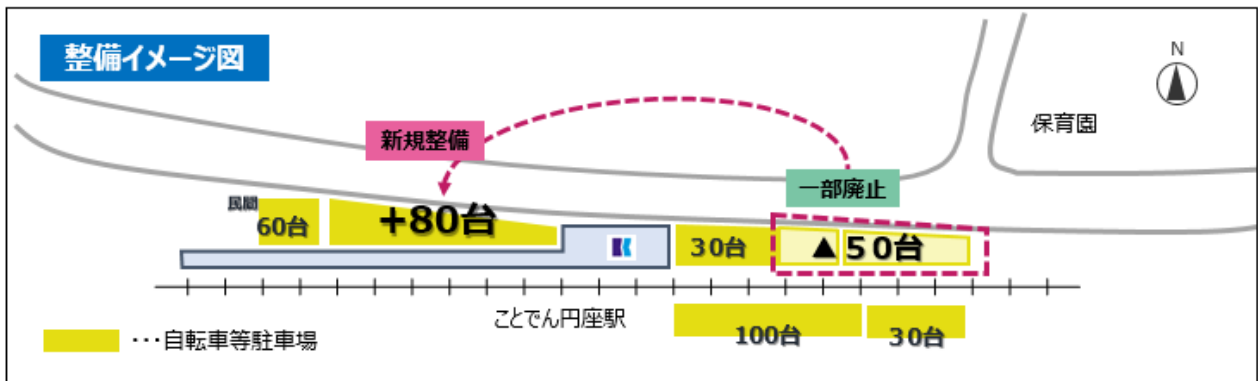 整備イメージ図
N
保育園
新規整備
一部廃止
民間
60台
+80台
30台
▲50台
ことでん円座駅
100台
30台
･･･自転車等駐車場